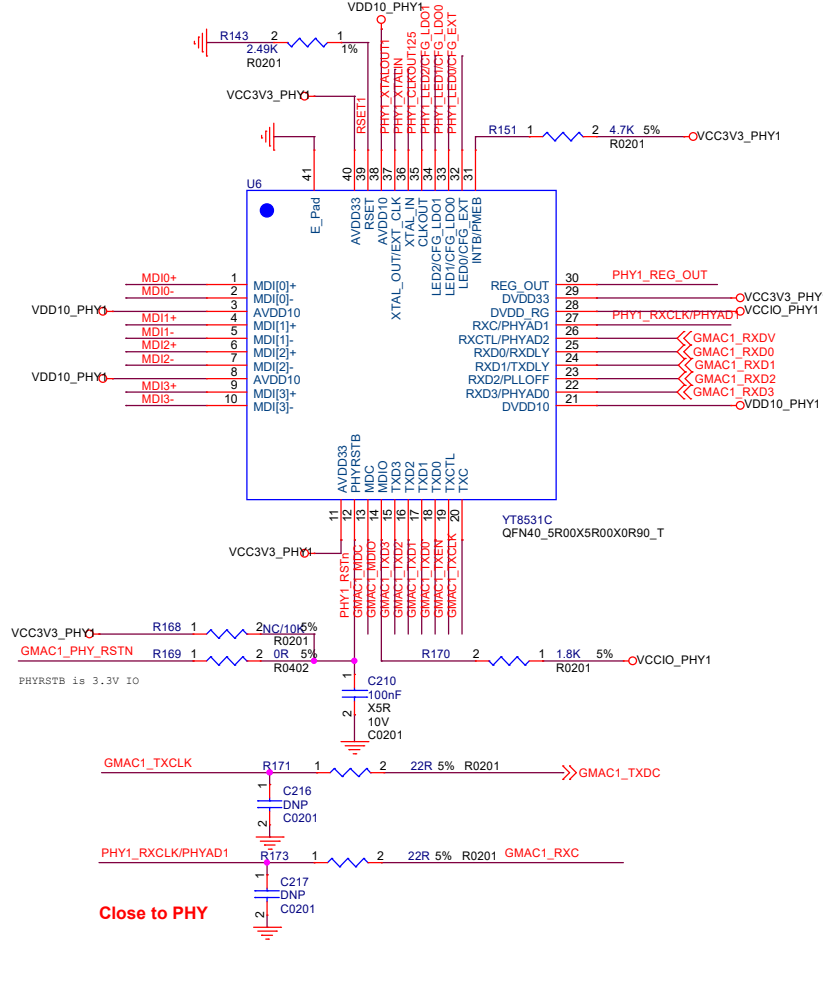 VDD10_PHY1
R143 2 1
2.49K 1%
R0201
VCC3V3_PHY1
RSET1
PHY1_XTALOUT1
PHY1_XTALIN
PHY1_CLKOUT125
PHY1_LED2/CFG_LDO1
PHY1_LED1/CFG_LDO0
PHY1_LED0/CFG_EXT
R151 1 2 4.7K 5%
R0201
VCC3V3_PHY1
U6
41 E_Pad
40 AVDD33
39 RSET
38 AVDD10
37 XTAL_OUT/EXT_CLK
36 XTAL_IN
35 CLKOUT
34 LED2/CFG_LDO1
33 LED1/CFG_LDO0
32 LED0/CFG_EXT
31 INTB/PMEB
MDI0+ 1 MDI[0]+
MDI0- 2 MDI[0]-
VDD10_PHY1 3 AVDD10
MDI1+ 4 MDI[1]+
MDI1- 5 MDI[1]-
MDI2+ 6 MDI[2]+
MDI2- 7 MDI[2]-
VDD10_PHY1 8 AVDD10
MDI3+ 9 MDI[3]+
MDI3- 10 MDI[3]-
REG_OUT 30 PHY1_REG_OUT
DVDD33 29 VCC3V3_PHY
DVDD_RG 28 VCCIO_PHY1
RXC/PHYAD1 27 PHY1_RXCLK/PHYAD1
RXCTL/PHYAD2 26 GMAC1_RXDV
RXD0/RXDLY 25 GMAC1_RXD0
RXD1/TXDLY 24 GMAC1_RXD1
RXD2/PLLOFF 23 GMAC1_RXD2
RXD3/PHYAD0 22 GMAC1_RXD3
DVDD10 21 VDD10_PHY1
AVDD33 11
PHYRSTB 12
MDC 13
MDIO 14
TXD3 15
TXD2 16
TXD1 17
TXD0 18
TXCTL 19
TXC 20
YT8531C
QFN40_5R00X5R00X0R90_T
VCC3V3_PHY1
PHY1_RSTn
GMAC1_MDC
GMAC1_MDIO
GMAC1_TXD3
GMAC1_TXD2
GMAC1_TXD1
GMAC1_TXD0
GMAC1_TXEN
GMAC1_TXCLK
VCC3V3_PHY1 R168 1 2 NC/10K 5%
R0201
GMAC1_PHY_RSTN R169 1 2 0R 5%
R0402
PHYRSTB is 3.3V IO
R170 2 1 1.8K 5%
R0201
VCCIO_PHY1
1 C210
100nF
2 X5R
10V
C0201
GMAC1_TXCLK R171 1 2 22R 5% R0201 GMAC1_TXDC
1 C216
DNP
2 C0201
PHY1_RXCLK/PHYAD1 R173 1 2 22R 5% R0201 GMAC1_RXC
1 C217
DNP
2 C0201
Close to PHY